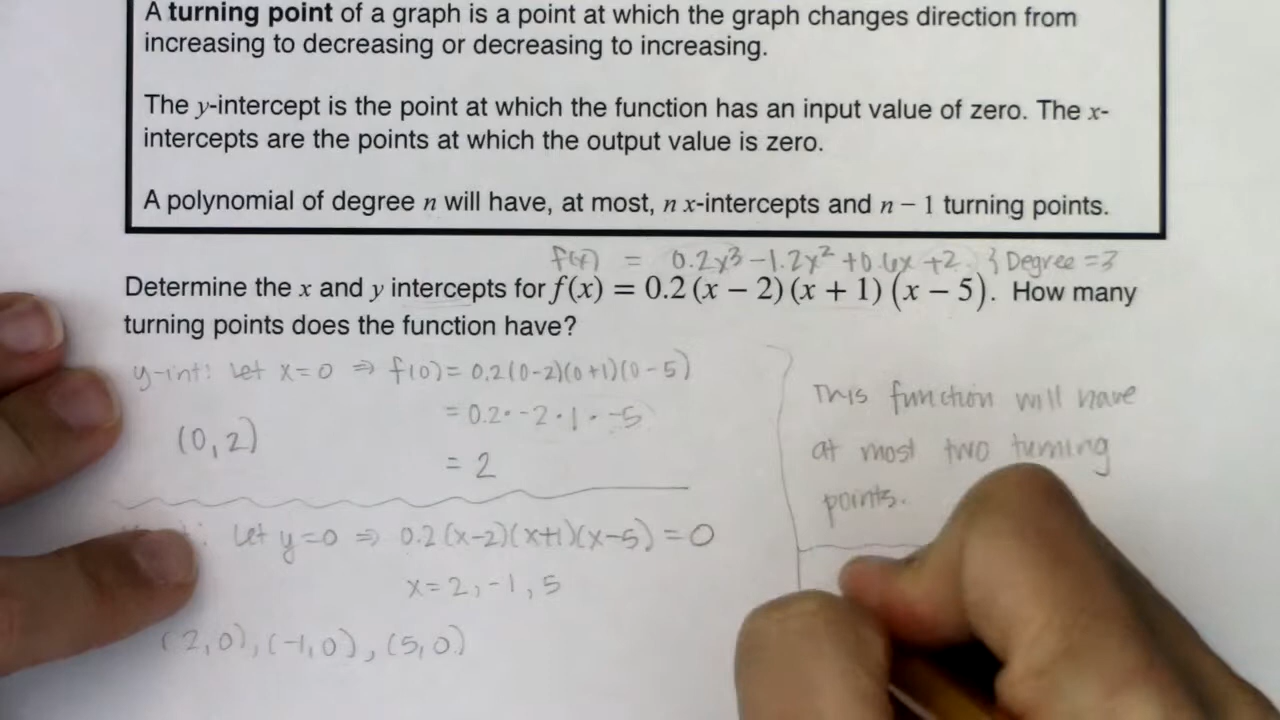 A turning point of a graph is a point at which the graph changes direction from
increasing to decreasing or decreasing to increasing.
The y-intercept is the point at which the function has an input value of zero. The x-
intercepts are the points at which the output value is zero.
A polynomial of degree n will have, at most, n x-intercepts and n − 1 turning points.
f(x) = 0.2x³ −1.2x² +0.6x +2 } Degree =3
Determine the x and y intercepts for f(x) = 0.2 (x − 2) (x + 1) (x − 5). How many
turning points does the function have?
y-int: Let x=0 ⇒ f(0)= 0.2(0-2)(0+1)(0-5)
= 0.2·-2·1·-5
(0,2)
= 2
This function will have
at most two turning
points.
: Let y=0 ⇒ 0.2(x-2)(x+1)(x-5)=0
x=2,-1,5
(2,0),(-1,0),(5,0)